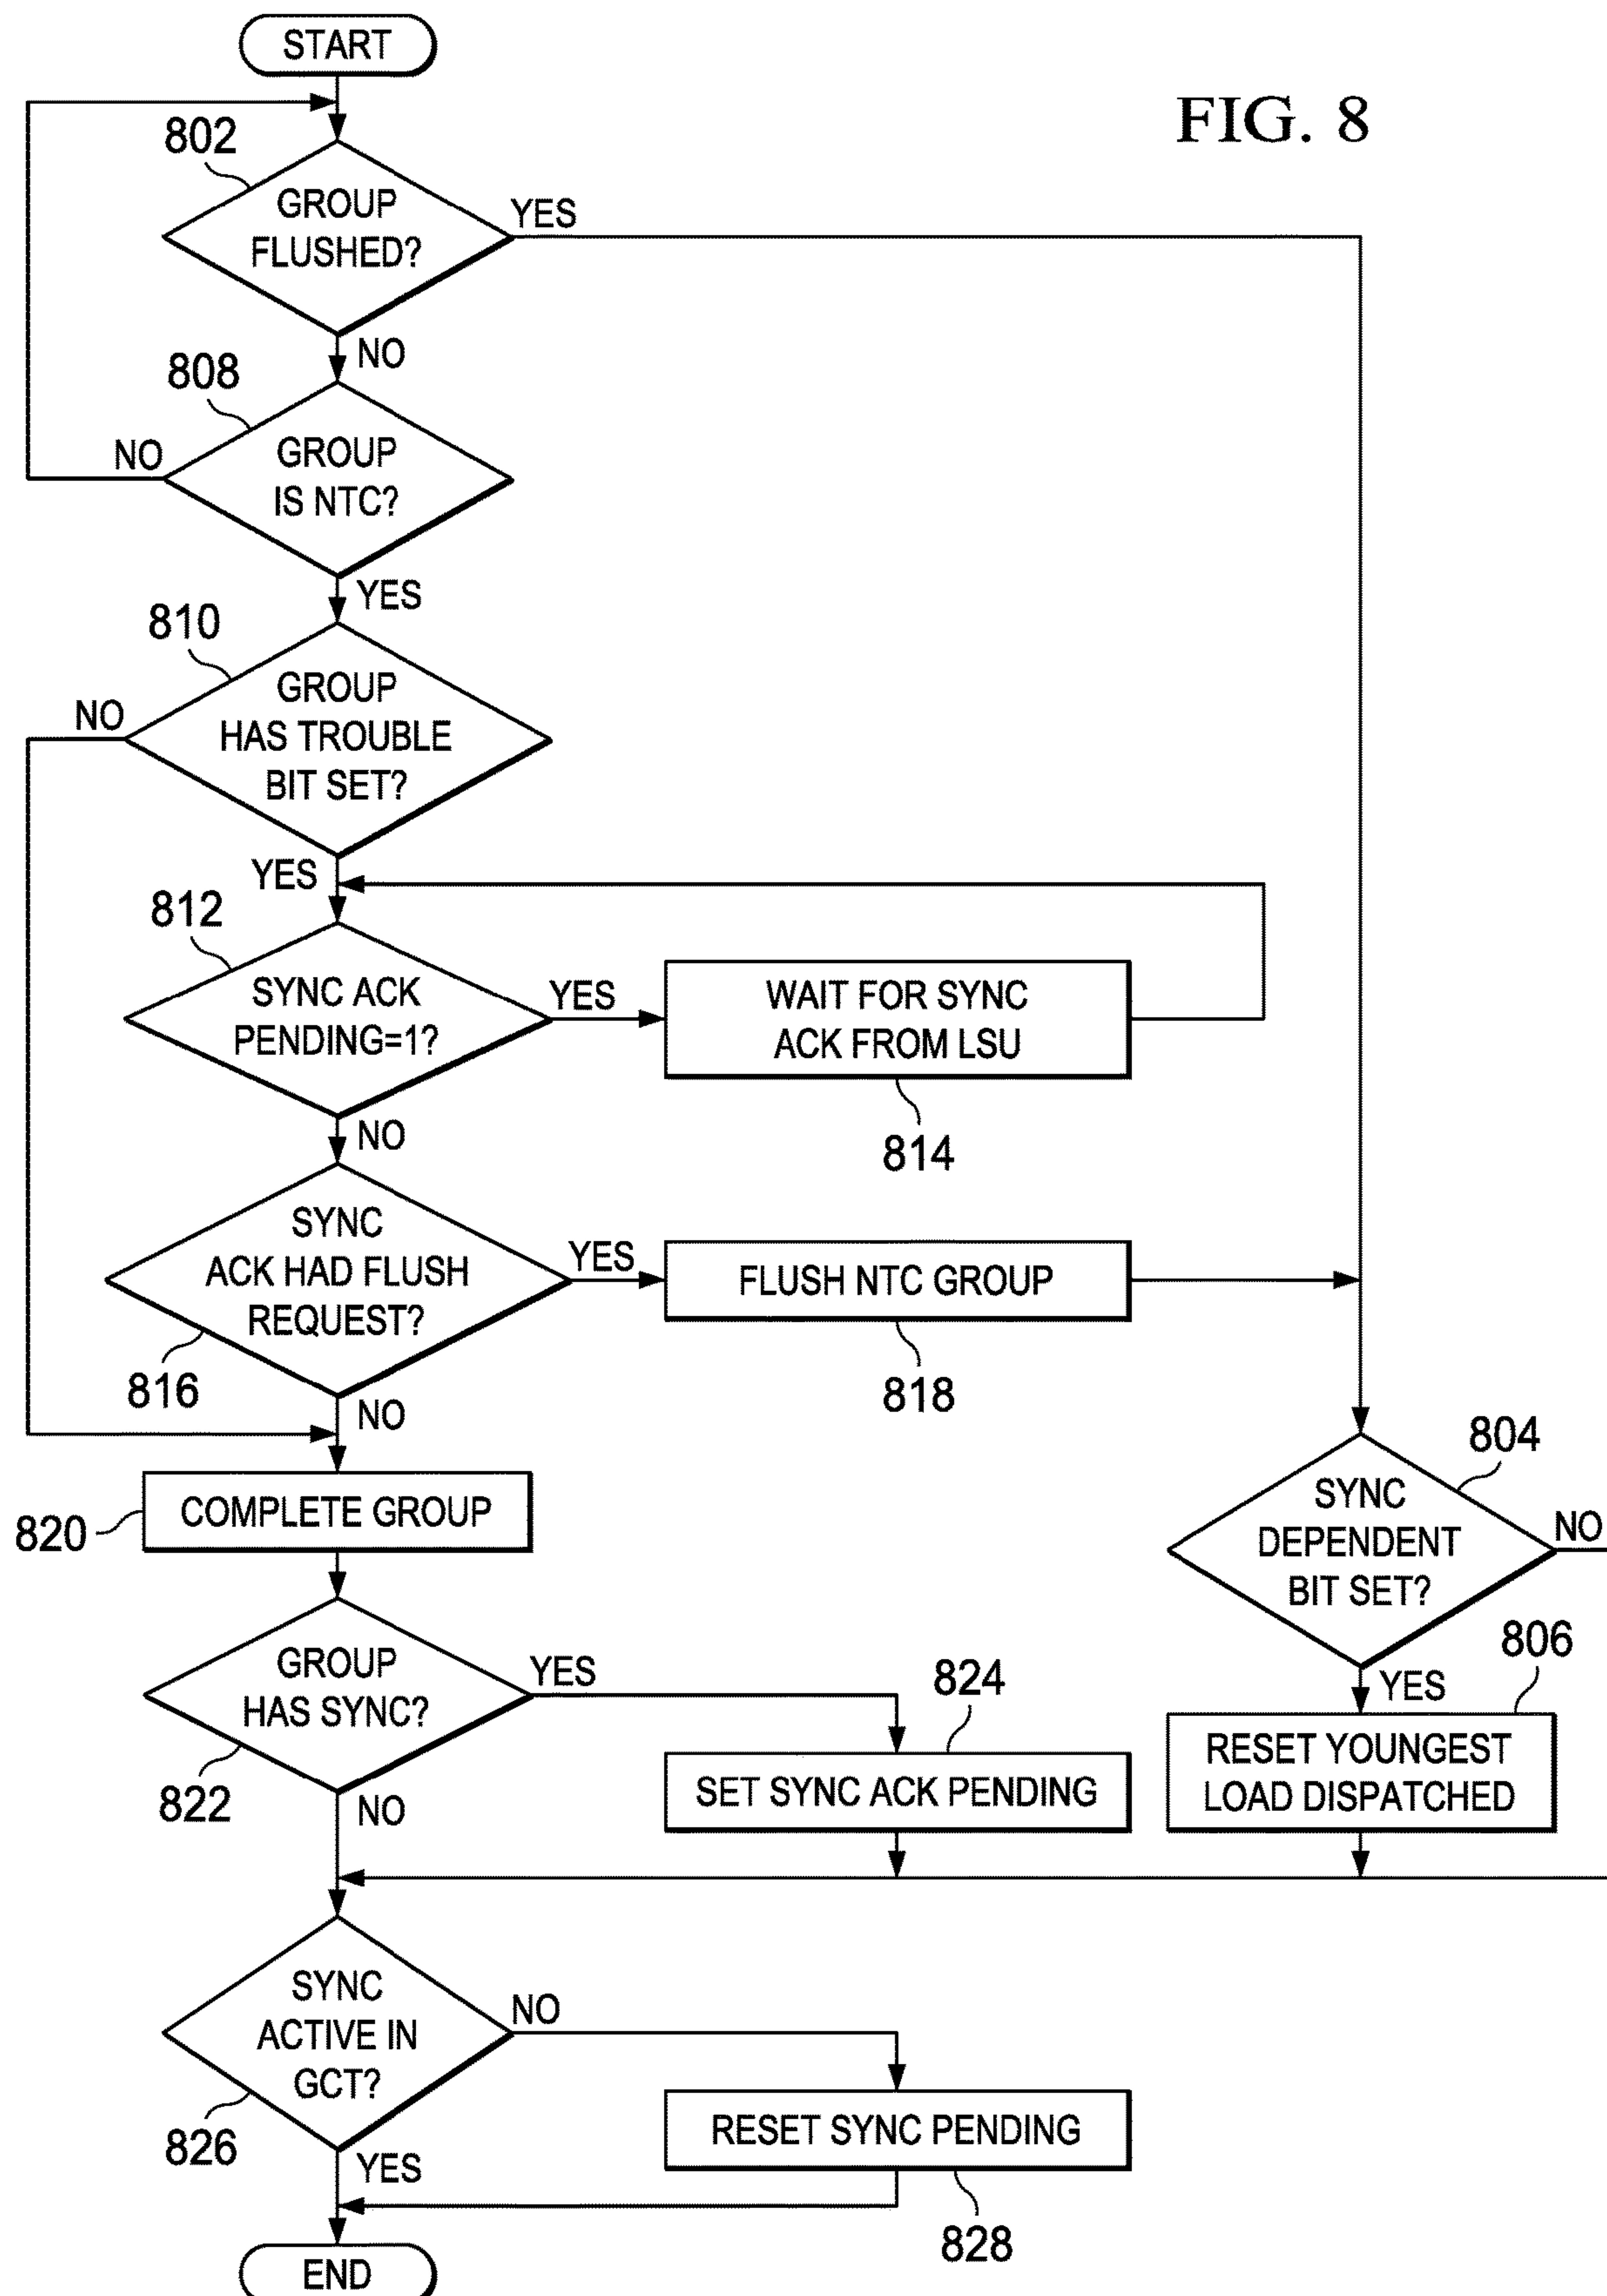 START
FIG. 8
802
GROUP
FLUSHED?
YES
NO
808
GROUP
IS NTC?
NO
YES
810
GROUP
HAS TROUBLE
BIT SET?
NO
YES
812
SYNC ACK
PENDING=1?
YES
WAIT FOR SYNC
ACK FROM LSU
814
NO
SYNC
ACK HAD FLUSH
REQUEST?
816
YES
FLUSH NTC GROUP
818
NO
804
SYNC
DEPENDENT
BIT SET?
NO
YES
806
RESET YOUNGEST
LOAD DISPATCHED
COMPLETE GROUP
820
GROUP
HAS SYNC?
822
YES
824
SET SYNC ACK PENDING
NO
SYNC
ACTIVE IN
GCT?
826
NO
RESET SYNC PENDING
828
YES
END